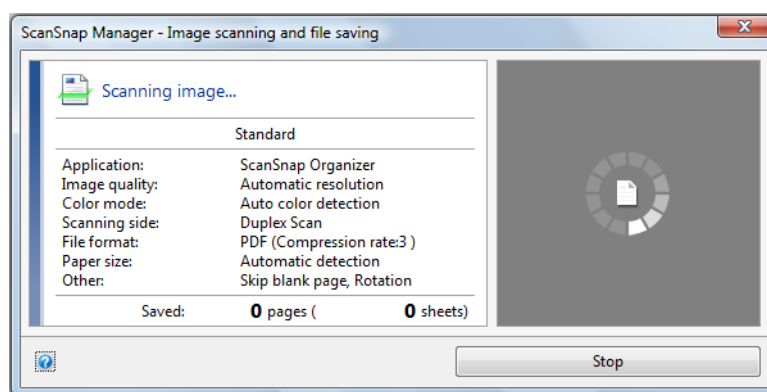 ScanSnap Manager - Image scanning and file saving
Scanning image...
Standard
Application: ScanSnap Organizer
Image quality: Automatic resolution
Color mode: Auto color detection
Scanning side: Duplex Scan
File format: PDF (Compression rate:3 )
Paper size: Automatic detection
Other: Skip blank page, Rotation
Saved: 0 pages ( 0 sheets)
Stop